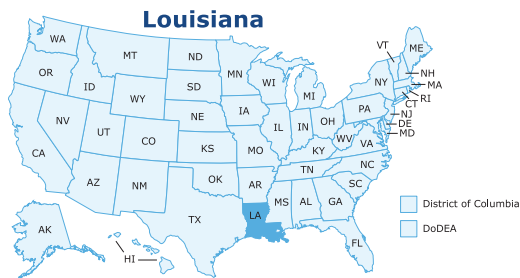 Louisiana
WA
OR
CA
NV
ID
MT
WY
UT
AZ
CO
NM
ND
SD
NE
KS
OK
TX
MN
IA
MO
AR
LA
WI
IL
MI
IN
OH
KY
TN
MS
AL
GA
FL
SC
NC
VA
WV
PA
NY
VT
ME
NH
MA
RI
CT
NJ
DE
MD
AK
HI
District of Columbia
DoDEA